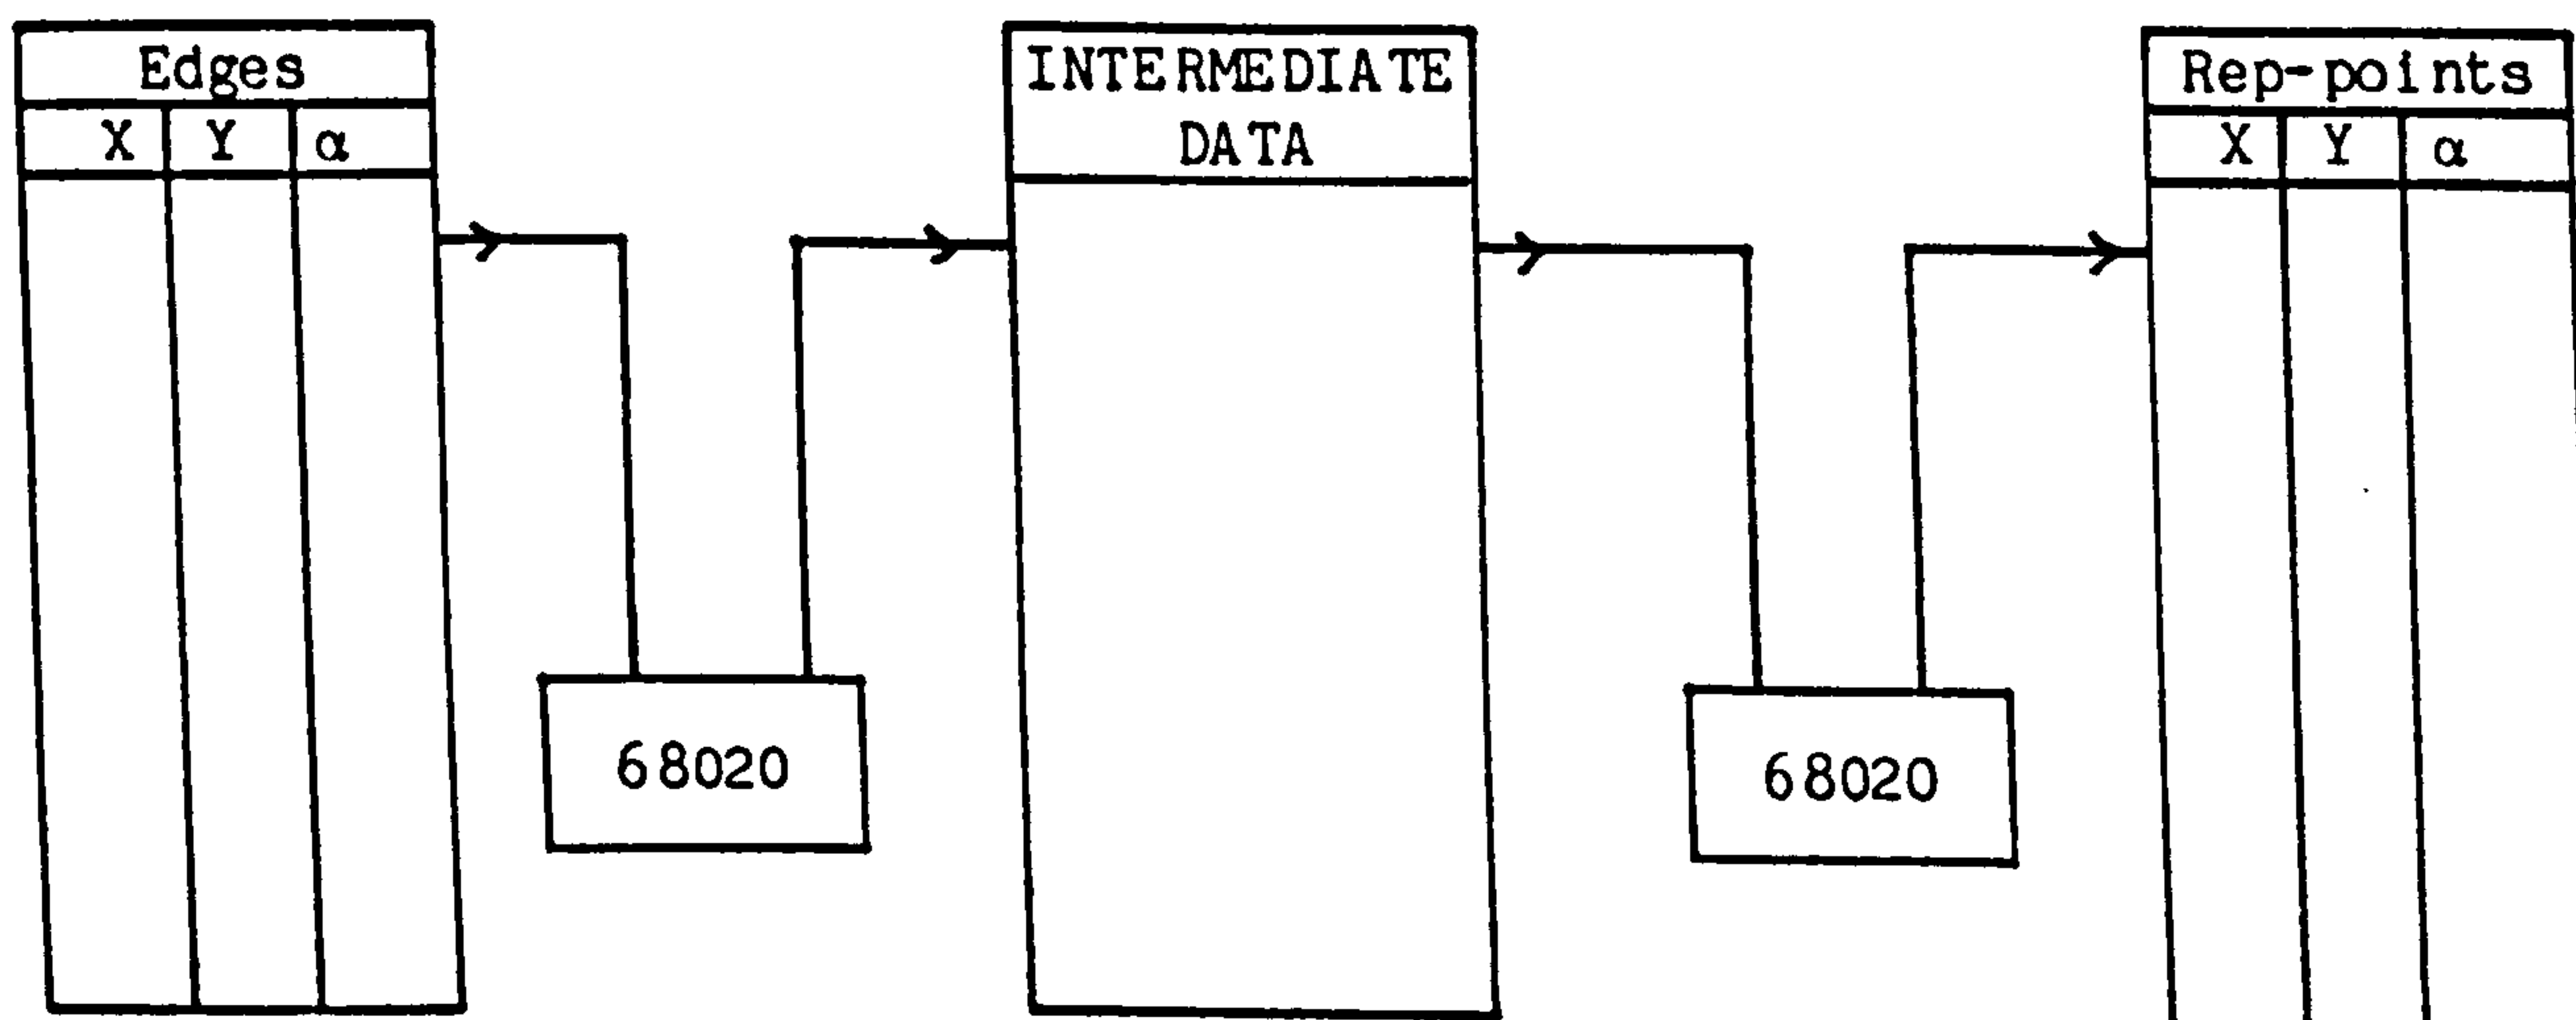 Edges
X Y α
INTERMEDIATE
DATA
Rep-points
X Y α
68020
68020